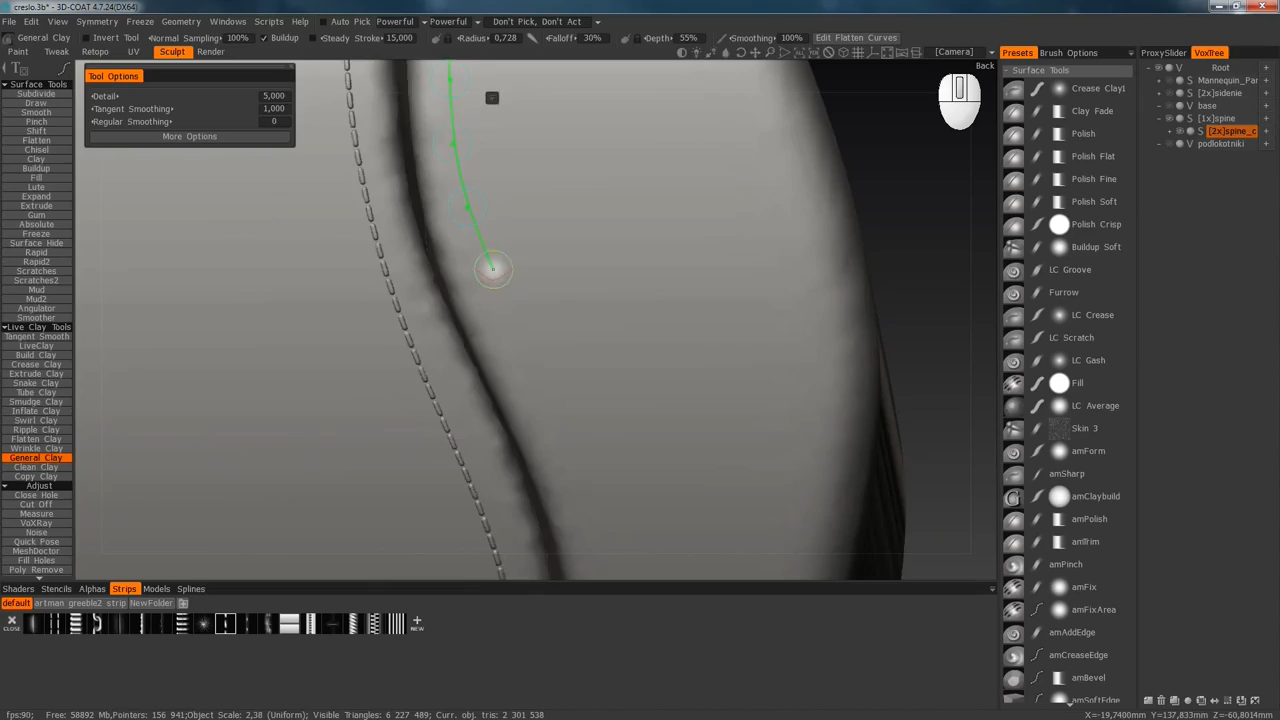 creslo.3b* - 3D-COAT 4.7.24(DX64)
File Edit View Symmetry Freeze Geometry Windows Scripts Help Auto Pick Powerful Powerful Don't Pick, Don't Act
General Clay Invert Tool Normal Sampling 100% Buildup Steady Stroke 15,000 Radius 0,728 Falloff 30% Depth 55% Smoothing 100% Edit Flatten Curves
Paint Tweak Retopo UV Sculpt Render [Camera]
Back
Tool Options
Detail 5,000
Tangent Smoothing 1,000
Regular Smoothing 0
More Options
Surface Tools
Subdivide
Draw
Smooth
Pinch
Shift
Flatten
Chisel
Clay
Buildup
Fill
Lute
Expand
Extrude
Gum
Absolute
Freeze
Surface Hide
Rapid
Rapid2
Scratches
Scratches2
Mud
Mud2
Angulator
Smoother
Live Clay Tools
Tangent Smooth
LiveClay
Build Clay
Crease Clay
Extrude Clay
Snake Clay
Tube Clay
Smudge Clay
Inflate Clay
Swirl Clay
Ripple Clay
Flatten Clay
Wrinkle Clay
General Clay
Clean Clay
Copy Clay
Adjust
Close Hole
Cut Off
Measure
VoXRay
Noise
Quick Pose
MeshDoctor
Fill Holes
Poly Remove
Presets Brush Options
Surface Tools
Crease Clay1
Clay Fade
Polish
Polish Flat
Polish Fine
Polish Soft
Polish Crisp
Buildup Soft
LC Groove
Furrow
LC Crease
LC Scratch
LC Gash
Fill
LC Average
Skin 3
amForm
amSharp
amClaybuild
amPolish
amTrim
amPinch
amFix
amFixArea
amAddEdge
amCreaseEdge
amBevel
amSoftEdge
ProxySlider VoxTree
V Root
S Mannequin_Par
S [2x]sidenie
V base
S [1x]spine
S [2x]spine_c
V podlokotniki
Shaders Stencils Alphas Strips Models Splines
default artman greeble2 strip NewFolder
CLOSE NEW
fps:90; Free: 58892 Mb,Pointers: 156 941;Object Scale: 2,38 (Uniform); Visible Triangles: 6 227 489; Curr. obj. tris: 2 301 538 X=-19,7400mm Y=137,833mm Z=-60,8014mm